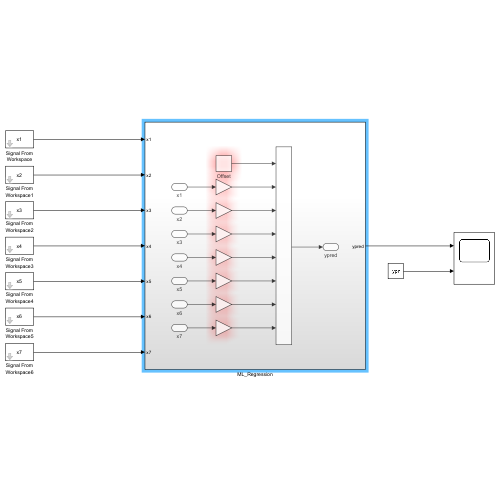 x1
Signal From
Workspace
x2
Signal From
Workspace1
x3
Signal From
Workspace2
x4
Signal From
Workspace3
x5
Signal From
Workspace4
x6
Signal From
Workspace5
x7
Signal From
Workspace6
x1
x2
x3
x4
x5
x6
x7
Offset
x1
x2
x3
x4
x5
x6
x7
ypred
ypred
ML_Regression
ypr